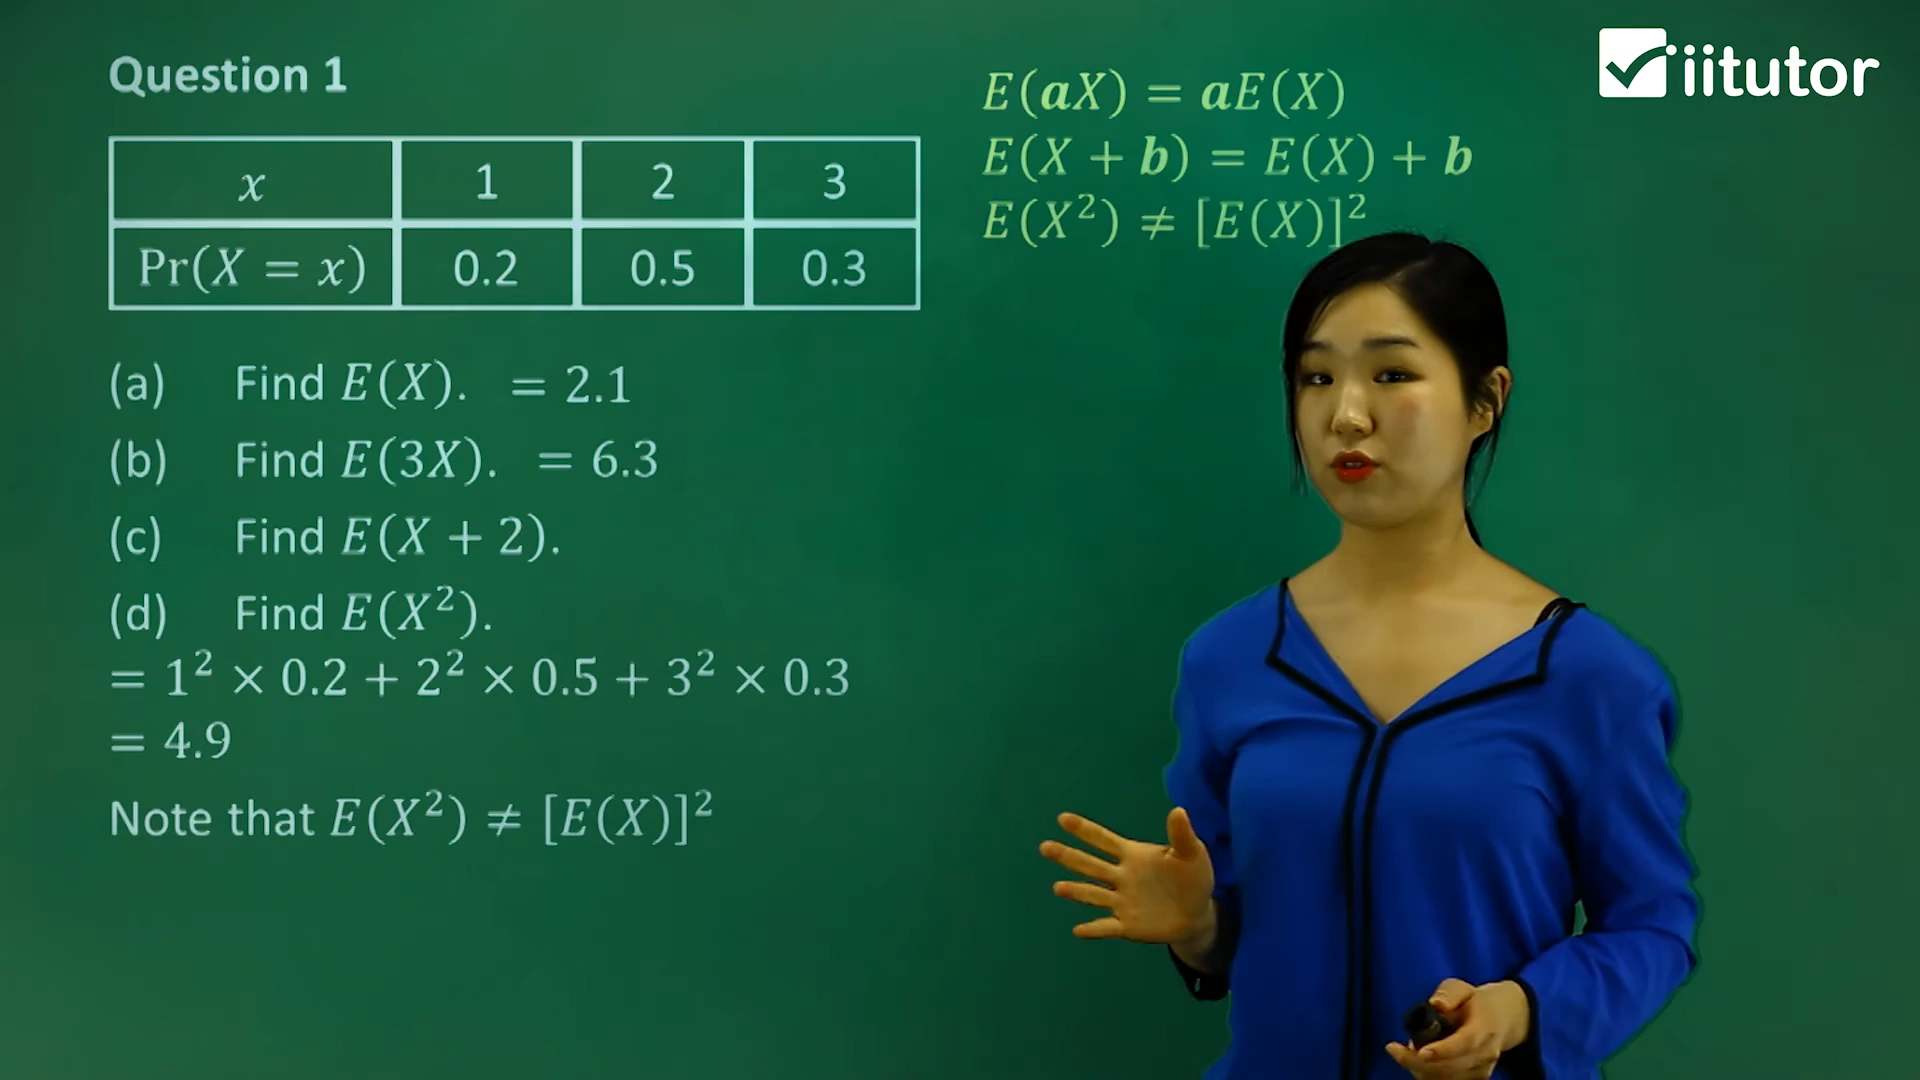 Question 1
x 1 2 3
Pr(X = x) 0.2 0.5 0.3
(a) Find E(X). = 2.1
(b) Find E(3X). = 6.3
(c) Find E(X + 2).
(d) Find E(X²).
= 1² × 0.2 + 2² × 0.5 + 3² × 0.3
= 4.9
Note that E(X²) ≠ [E(X)]²
E(aX) = aE(X)
E(X + b) = E(X) + b
E(X²) ≠ [E(X)]²
iitutor